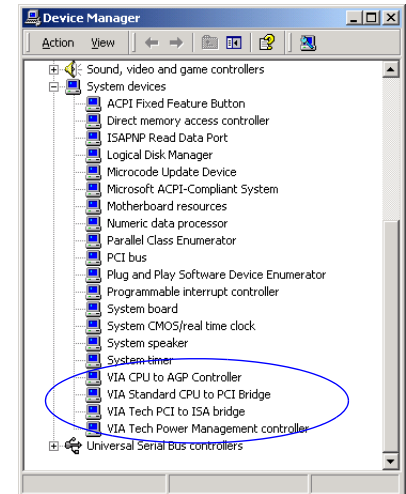 Device Manager
Action View
Sound, video and game controllers
System devices
ACPI Fixed Feature Button
Direct memory access controller
ISAPNP Read Data Port
Logical Disk Manager
Microcode Update Device
Microsoft ACPI-Compliant System
Motherboard resources
Numeric data processor
Parallel Class Enumerator
PCI bus
Plug and Play Software Device Enumerator
Programmable interrupt controller
System board
System CMOS/real time clock
System speaker
System timer
VIA CPU to AGP Controller
VIA Standard CPU to PCI Bridge
VIA Tech PCI to ISA bridge
VIA Tech Power Management controller
Universal Serial Bus controllers